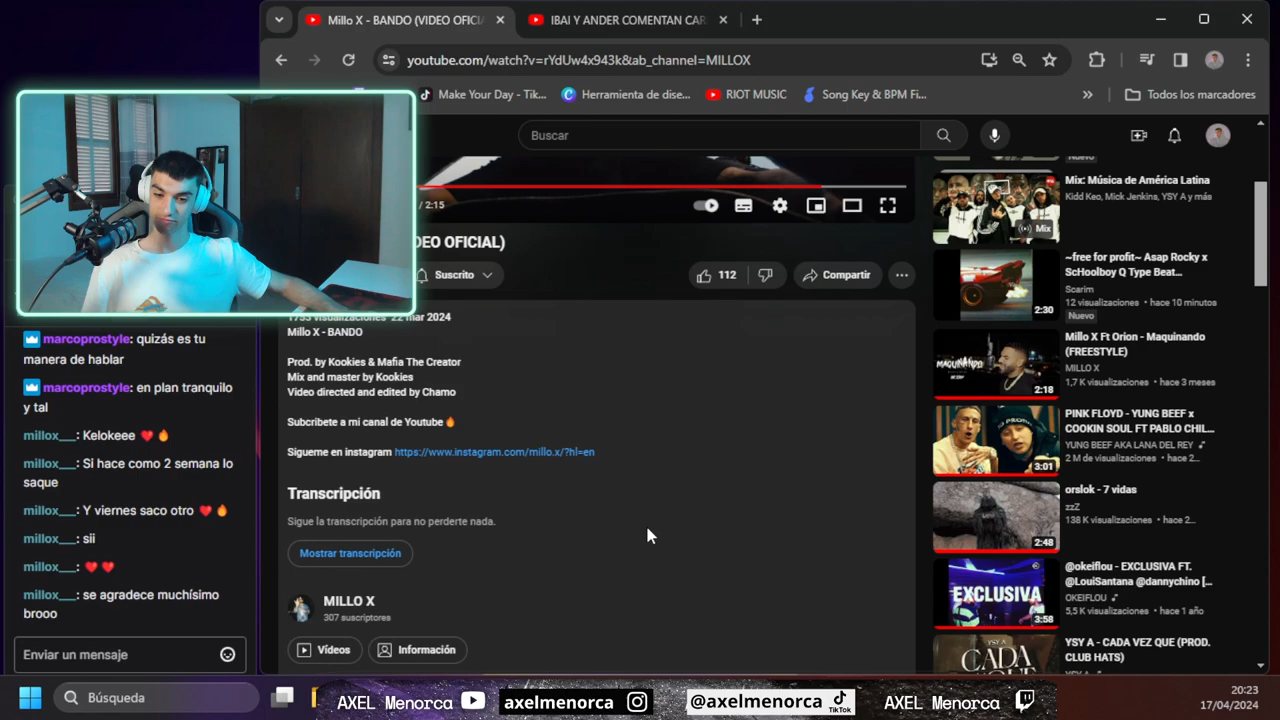 Millo X - BANDO (VIDEO OFICI
IBAI Y ANDER COMENTAN CAR
youtube.com/watch?v=rYdUw4x943k&ab_channel=MILLOX
Make Your Day - Tik...
Herramienta de dise...
RIOT MUSIC
Song Key & BPM Fi...
»
Todos los marcadores
Buscar
/ 2:15
DEO OFICIAL)
Suscrito
112
Compartir
1753 visualizaciones 22 mar 2024
Millo X - BANDO
Prod. by Kookies & Mafia The Creator
Mix and master by Kookies
Video directed and edited by Chamo
Subcribete a mi canal de Youtube🔥
Sigueme en instagram https://www.instagram.com/millo.x/?hl=en
Transcripción
Sigue la transcripción para no perderte nada.
Mostrar transcripción
MILLO X
307 suscriptores
Vídeos
Información
Nuevo
Mix: Música de América Latina
Kidd Keo, Mick Jenkins, YSY A y más
Mix
~free for profit~ Asap Rocky x
ScHoolboy Q Type Beat...
Scarim
12 visualizaciones • hace 10 minutos
Nuevo
2:30
Millo X Ft Orion - Maquinando
(FREESTYLE)
MILLO X
1,7 K visualizaciones • hace 3 meses
MAQUINANDO
2:18
PINK FLOYD - YUNG BEEF x
COOKIN SOUL FT PABLO CHIL...
YUNG BEEF AKA LANA DEL REY
2 M de visualizaciones • hace 2...
3:01
orslok - 7 vidas
zzZ
138 K visualizaciones • hace 2...
2:48
@okeiflou - EXCLUSIVA FT.
@LouiSantana @dannychino [...
OKEIFLOU
5,5 K visualizaciones • hace 1 año
EXCLUSIVA
3:58
YSY A - CADA VEZ QUE (PROD.
CLUB HATS)
CADA
marcoprostyle: quizás es tu
manera de hablar
marcoprostyle: en plan tranquilo
y tal
millox___: Kelokeee ❤️🔥
millox___: Si hace como 2 semana lo
saque
millox___: Y viernes saco otro ❤️🔥
millox___: sii
millox___: ❤️❤️
millox___: se agradece muchísimo
brooo
Enviar un mensaje
Búsqueda
AXEL Menorca
axelmenorca
@axelmenorca
TikTok
AXEL Menorca
20:23
17/04/2024